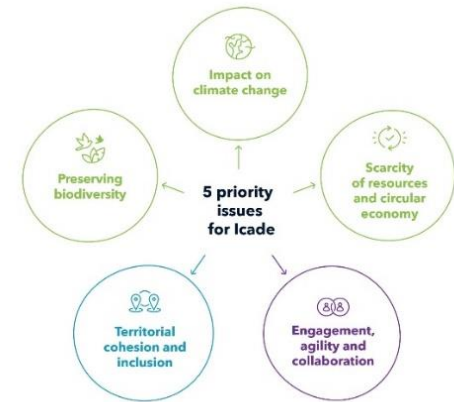 Impact on
climate change
Preserving
biodiversity
5 priority
issues
for Icade
Scarcity
of resources
and circular
economy
Territorial
cohesion and
inclusion
Engagement,
agility and
collaboration